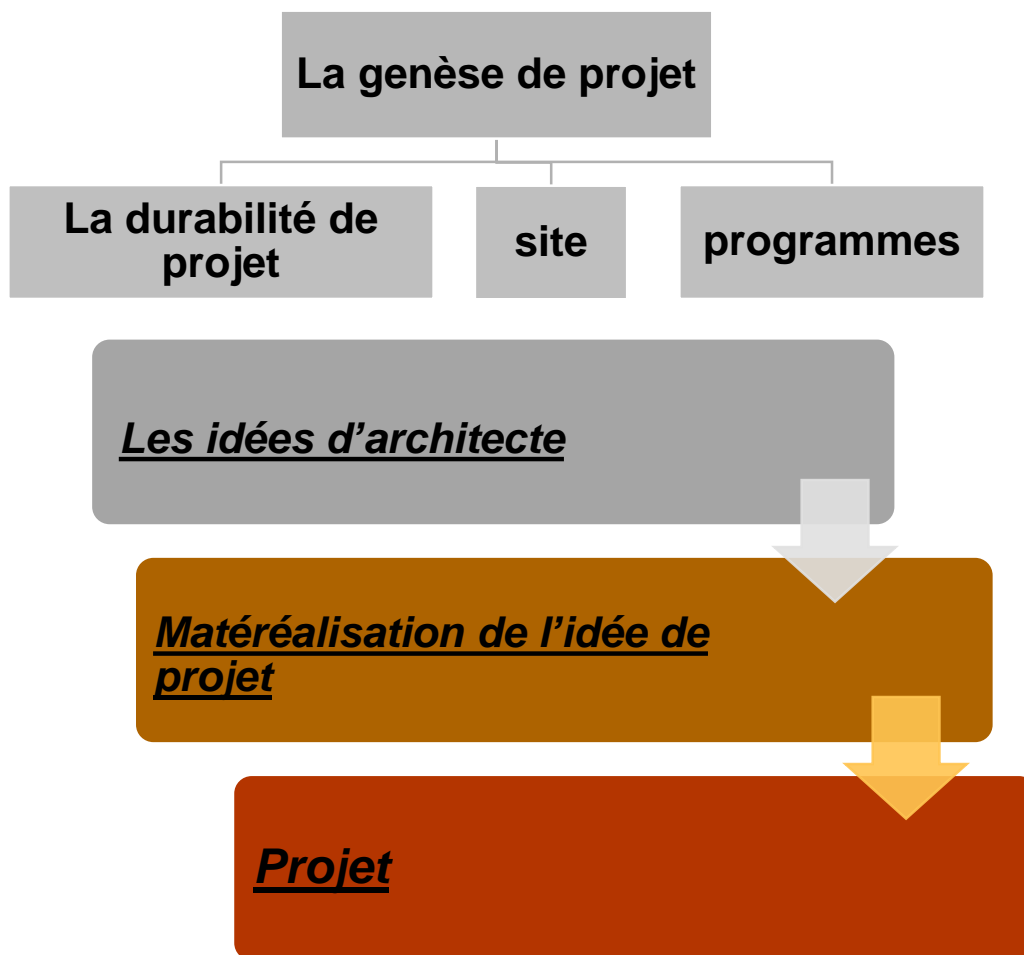 La genèse de projet
La durabilité de
projet
site
programmes
Les idées d’architecte
Matéréalisation de l’idée de
projet
Projet